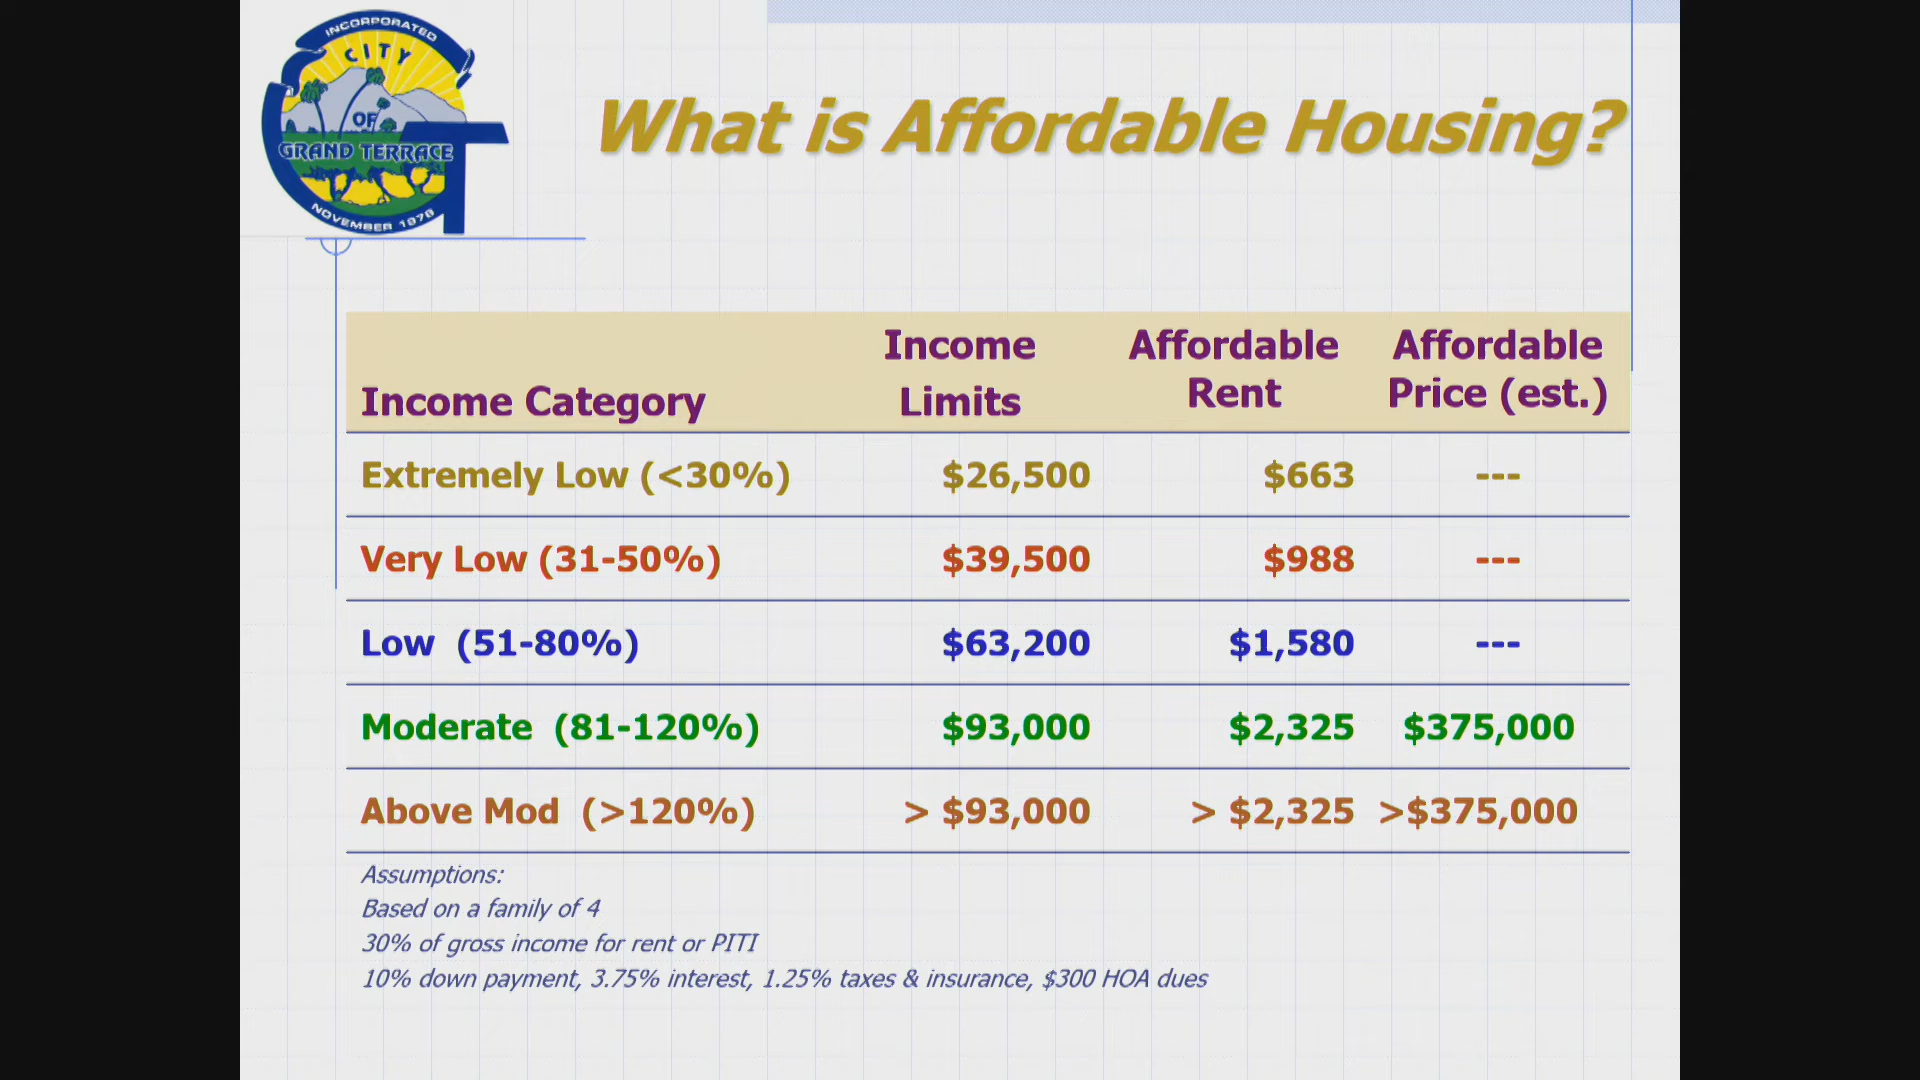 INCORPORATED
CITY
OF
GRAND TERRACE
NOVEMBER 1978
What is Affordable Housing?
Income Category Income Limits Affordable Rent Affordable Price (est.)
Extremely Low (<30%) $26,500 $663 ---
Very Low (31-50%) $39,500 $988 ---
Low (51-80%) $63,200 $1,580 ---
Moderate (81-120%) $93,000 $2,325 $375,000
Above Mod (>120%) > $93,000 > $2,325 >$375,000
Assumptions:
Based on a family of 4
30% of gross income for rent or PITI
10% down payment, 3.75% interest, 1.25% taxes & insurance, $300 HOA dues